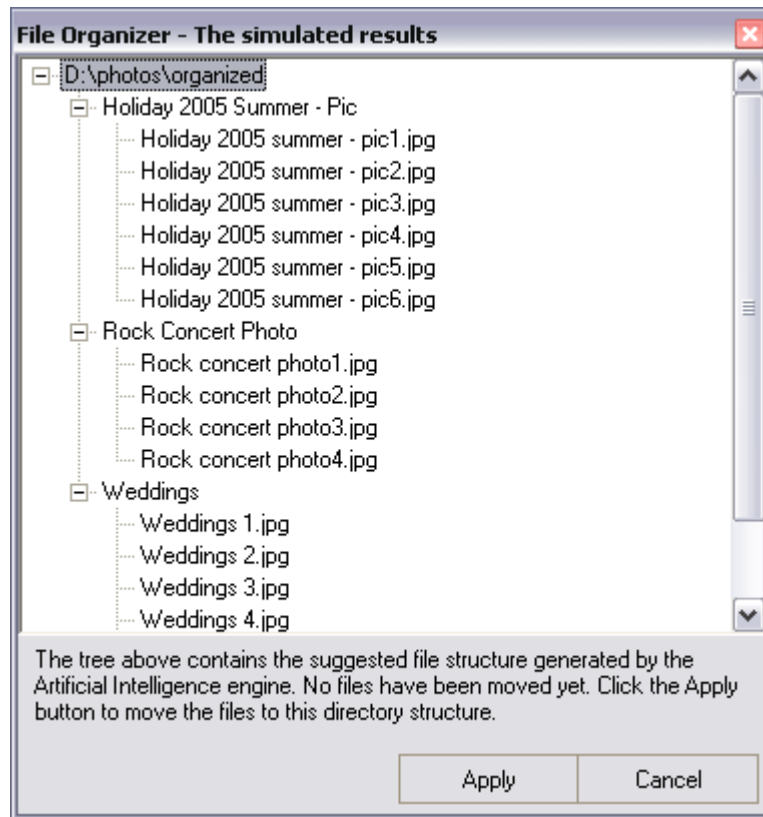 File Organizer - The simulated results
D:\photos\organized
Holiday 2005 Summer - Pic
Holiday 2005 summer - pic1.jpg
Holiday 2005 summer - pic2.jpg
Holiday 2005 summer - pic3.jpg
Holiday 2005 summer - pic4.jpg
Holiday 2005 summer - pic5.jpg
Holiday 2005 summer - pic6.jpg
Rock Concert Photo
Rock concert photo1.jpg
Rock concert photo2.jpg
Rock concert photo3.jpg
Rock concert photo4.jpg
Weddings
Weddings 1.jpg
Weddings 2.jpg
Weddings 3.jpg
Weddings 4.jpg
The tree above contains the suggested file structure generated by the
Artificial Intelligence engine. No files have been moved yet. Click the Apply
button to move the files to this directory structure.
Apply Cancel